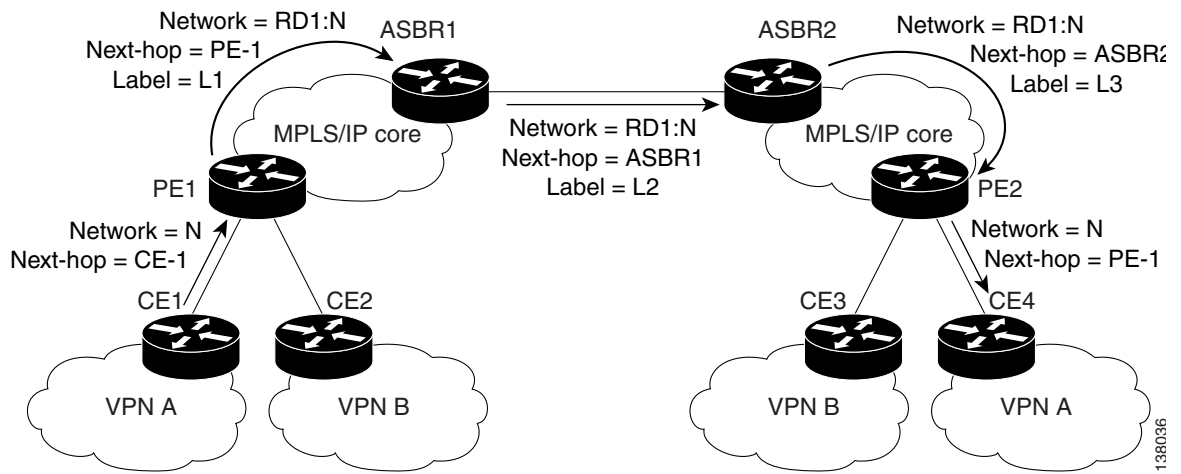 Network = RD1:N
Next-hop = PE-1
Label = L1
ASBR1
ASBR2
Network = RD1:N
Next-hop = ASBR2
Label = L3
MPLS/IP core
Network = RD1:N
Next-hop = ASBR1
Label = L2
MPLS/IP core
PE1
PE2
Network = N
Next-hop = CE-1
Network = N
Next-hop = PE-1
CE1
CE2
CE3
CE4
VPN A
VPN B
VPN B
VPN A
138036